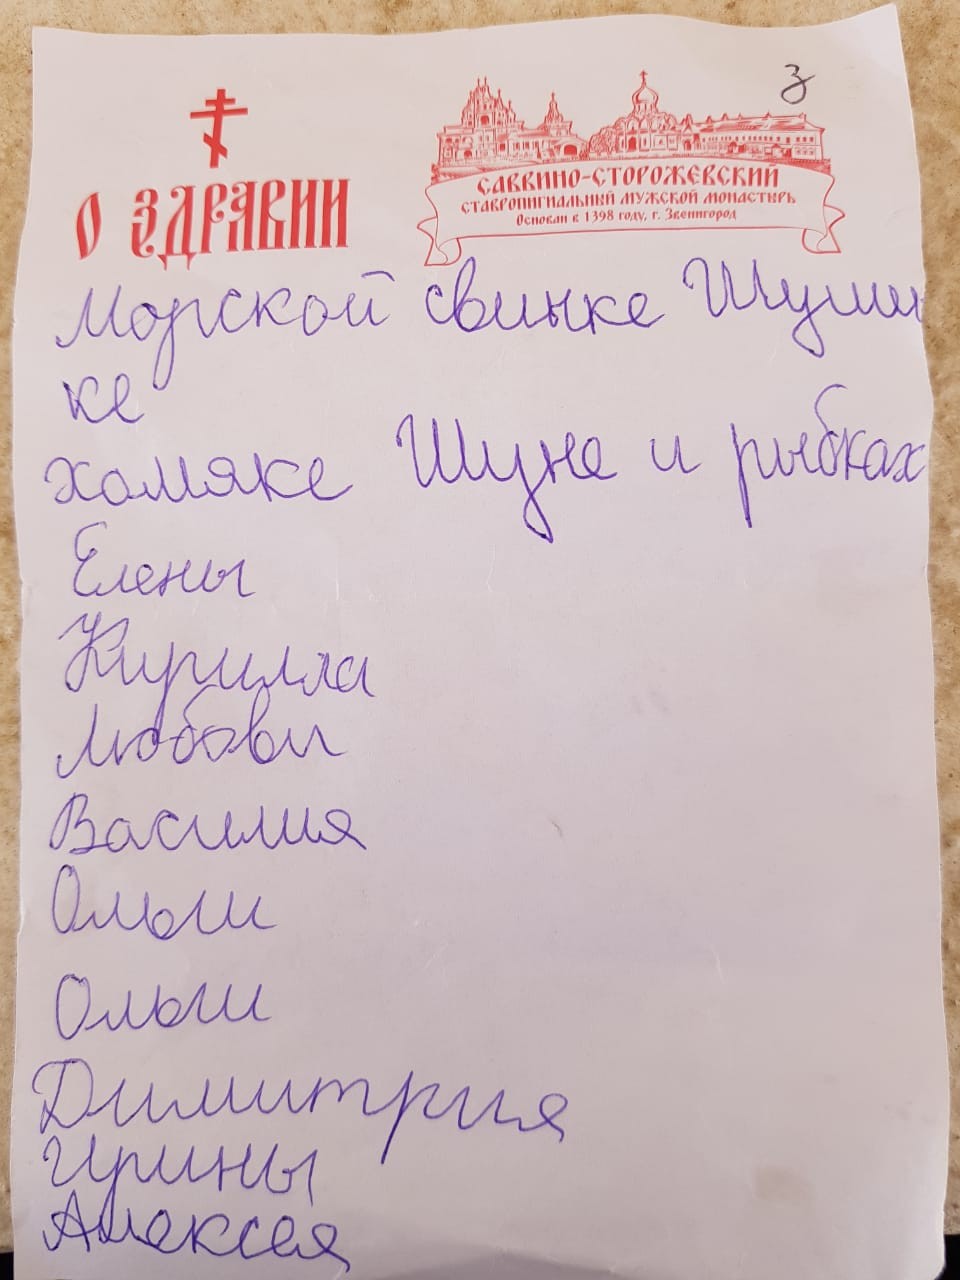 з
О ЗДРАВИИ
САВВИНО-СТОРОЖЕВСКИЙ
СТАВРОПИГИАЛЬНЫЙ МУЖСКОЙ МОНАСТЫРЬ
Основан в 1398 году, г. Звенигород
Морской свинке Шуши
ке
хомяке Шуне и рыбках
Елены
Кирилла
Любови
Василия
Ольги
Ольги
Димитрия
Ирины
Алексея